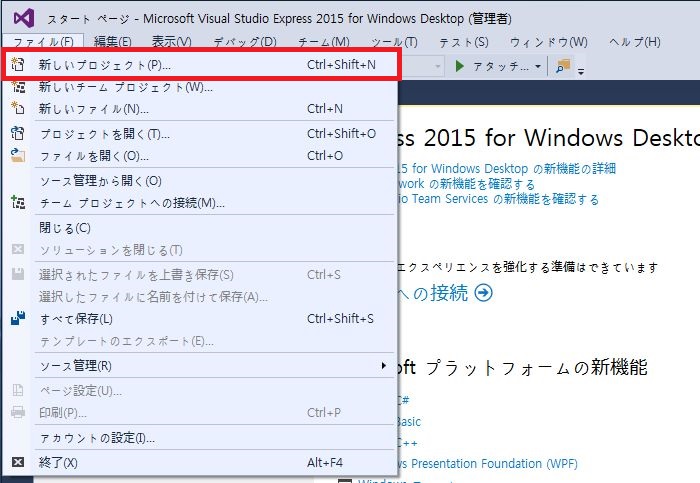 スタート ページ - Microsoft Visual Studio Express 2015 for Windows Desktop (管理者)
ファイル(F) 編集(E) 表示(V) デバッグ(D) チーム(M) ツール(T) テスト(S) ウィンドウ(W) ヘルプ(H)
アタッチ...
新しいプロジェクト(P)... Ctrl+Shift+N
新しいチーム プロジェクト(W)...
新しいファイル(N)... Ctrl+N
プロジェクトを開く(T)... Ctrl+Shift+O
ファイルを開く(O)... Ctrl+O
ソース管理から開く(O)
チーム プロジェクトへの接続(M)...
閉じる(C)
ソリューションを閉じる(T)
選択されたファイルを上書き保存(S) Ctrl+S
選択したファイルに名前を付けて保存(A)...
すべて保存(L) Ctrl+Shift+S
テンプレートのエクスポート(E)...
ソース管理(R)
ページ設定(U)...
印刷(P)... Ctrl+P
アカウントの設定(I)...
終了(X) Alt+F4
ss 2015 for Windows Deskto
15 for Windows Desktop の新機能の詳細
work の新機能を確認する
io Team Services の新機能を確認する
エクスペリエンスを強化する準備はできています
への接続
oft プラットフォームの新機能
C#
Basic
C++
ws Presentation Foundation (WPF)